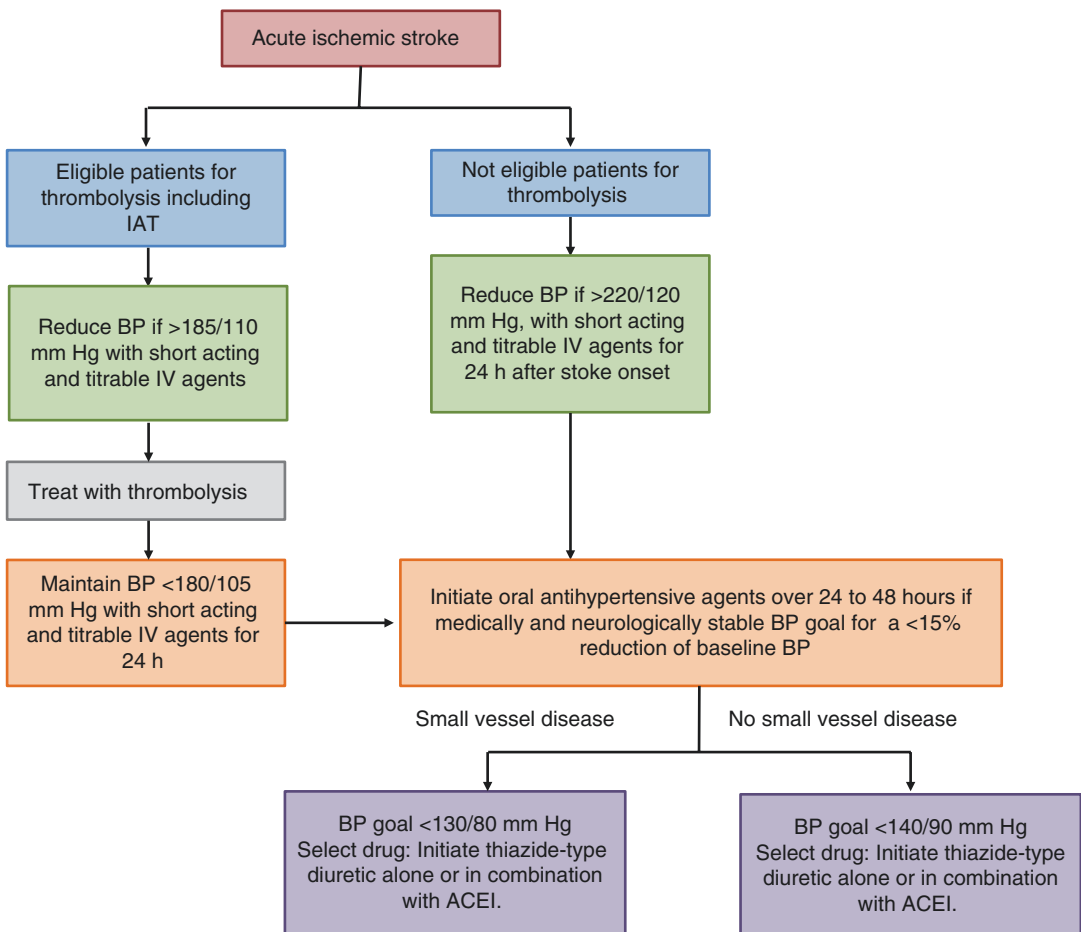 Acute ischemic stroke
Eligible patients for
thrombolysis including
IAT
Not eligible patients for
thrombolysis
Reduce BP if >185/110
mm Hg with short acting
and titrable IV agents
Reduce BP if >220/120
mm Hg, with short acting
and titrable IV agents for
24 h after stoke onset
Treat with thrombolysis
Maintain BP <180/105
mm Hg with short acting
and titrable IV agents for
24 h
Initiate oral antihypertensive agents over 24 to 48 hours if
medically and neurologically stable BP goal for a <15%
reduction of baseline BP
Small vessel disease
No small vessel disease
BP goal <130/80 mm Hg
Select drug: Initiate thiazide-type
diuretic alone or in combination
with ACEI.
BP goal <140/90 mm Hg
Select drug: Initiate thiazide-type
diuretic alone or in combination
with ACEI.